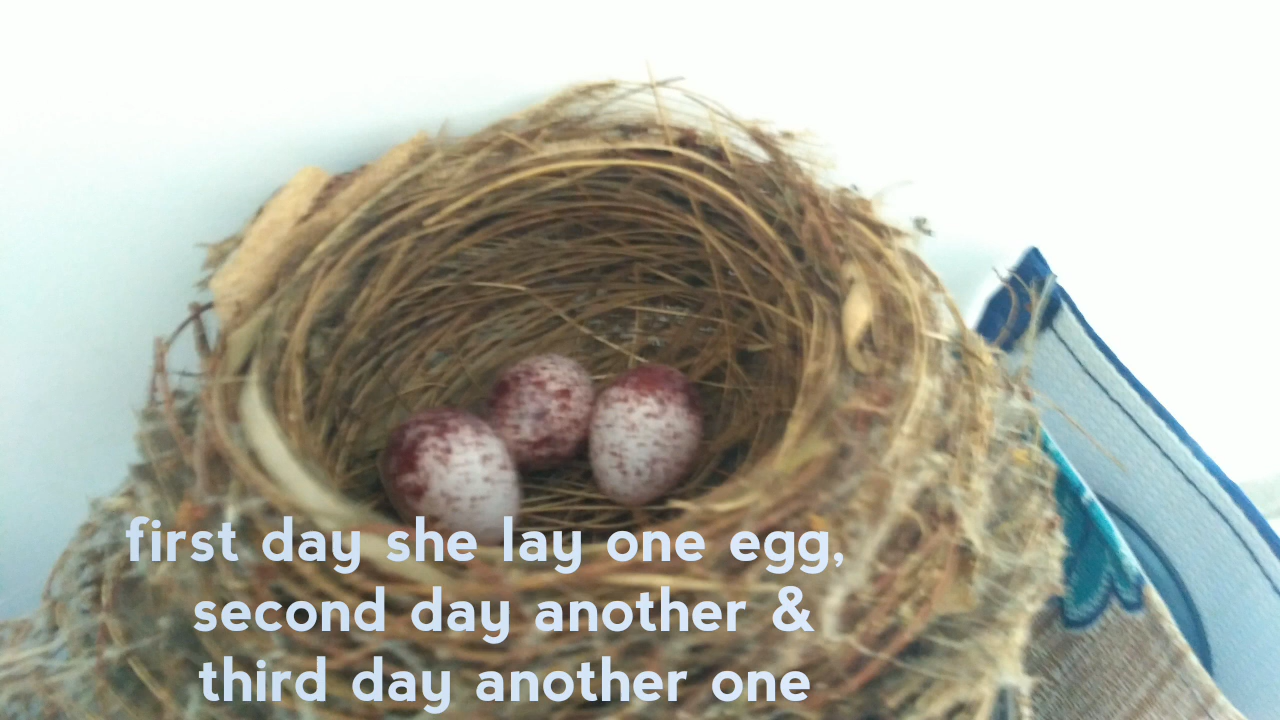 first day she lay one egg,
second day another &
third day another one